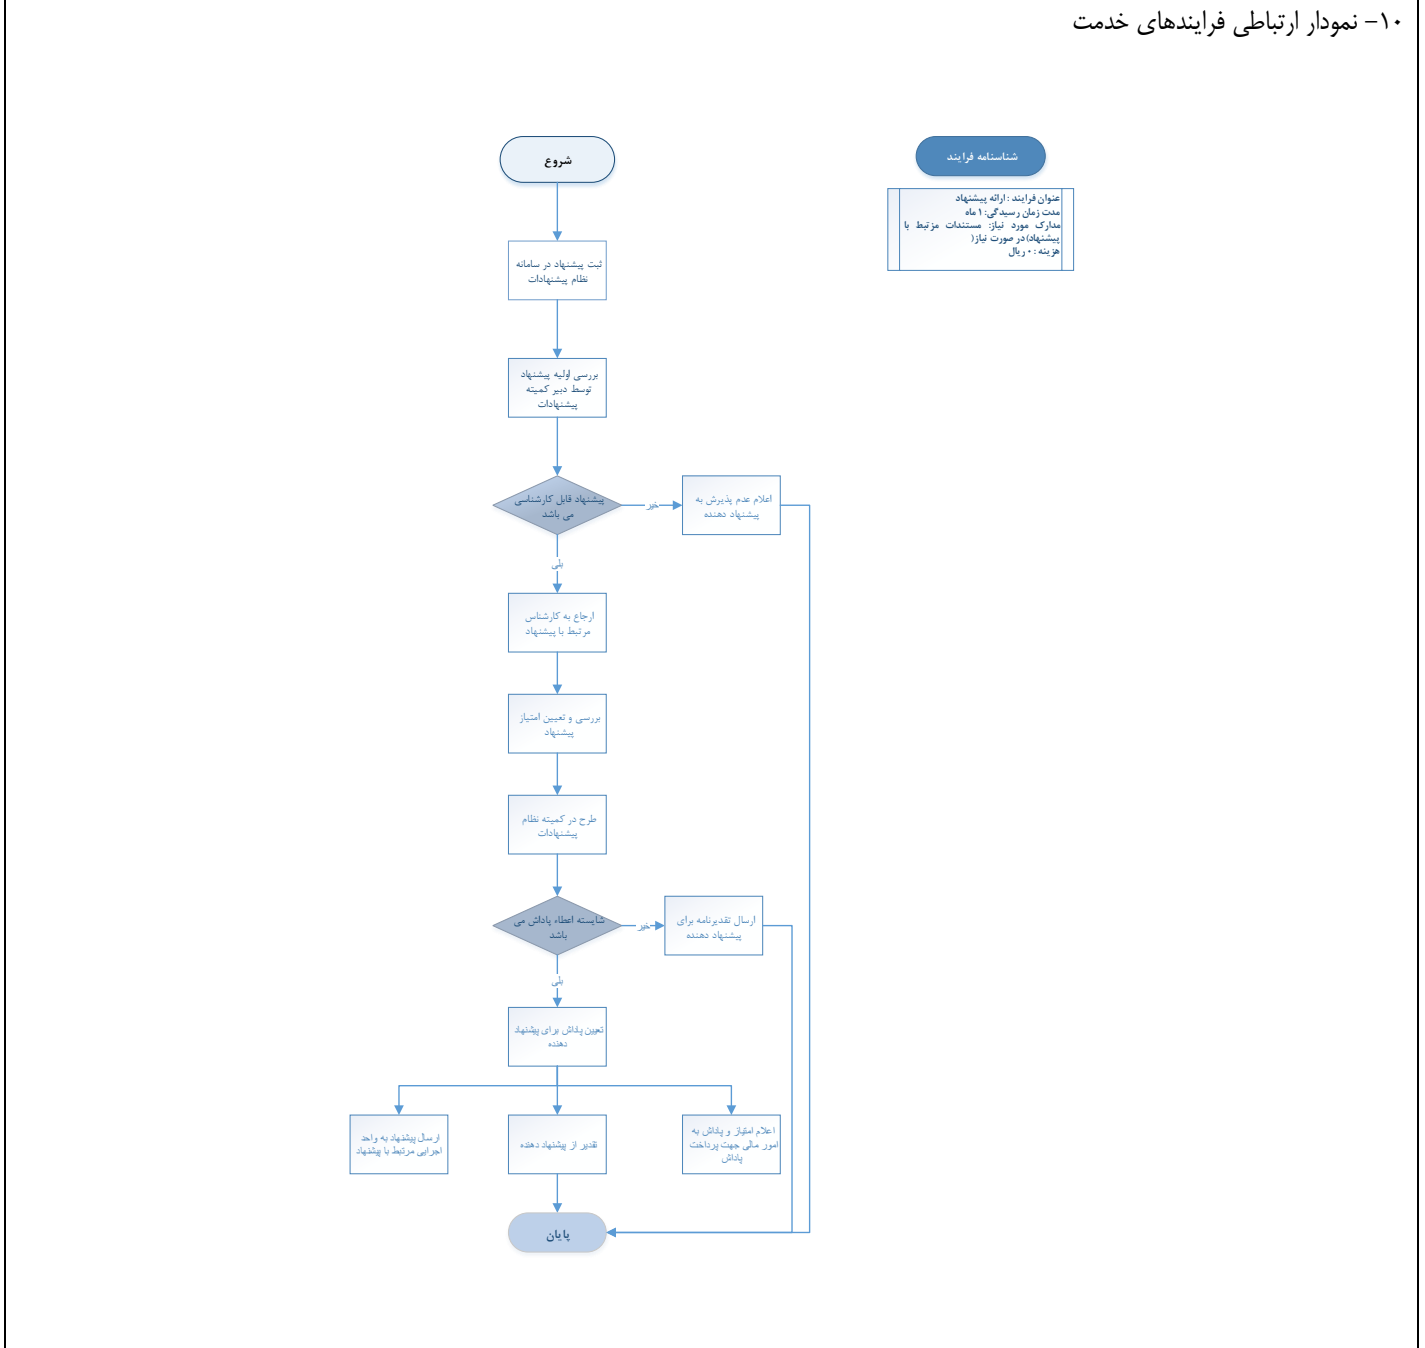 ۱۰- نمودار ارتباطی فرایندهای خدمت
شناسنامه فرایند
عنوان فرایند : ارائه پیشنهاد
مدت زمان رسیدگی: ۱ ماه
مدارک مورد نیاز: مستندات مرتبط با
پیشنهاد)در صورت نیاز(
هزینه : ۰ ریال
شروع
ثبت پیشنهاد در سامانه
نظام پیشنهادات
بررسی اولیه پیشنهاد
توسط دبیر کمیته
پیشنهادات
پیشنهاد قابل کارشناسی
می باشد
خیر
اعلام عدم پذیرش به
پیشنهاد دهنده
بلی
ارجاع به کارشناس
مرتبط با پیشنهاد
بررسی و تعیین امتیاز
پیشنهاد
طرح در کمیته نظام
پیشنهادات
شایسته اعطاء پاداش می
باشد
خیر
ارسال تقدیرنامه برای
پیشنهاد دهنده
بلی
تعیین پاداش برای پیشنهاد
دهنده
اعلام امتیاز و پاداش به
امور مالی جهت پرداخت
پاداش
تقدیر از پیشنهاد دهنده
ارسال پیشنهاد به واحد
اجرایی مرتبط با پیشنهاد
پایان